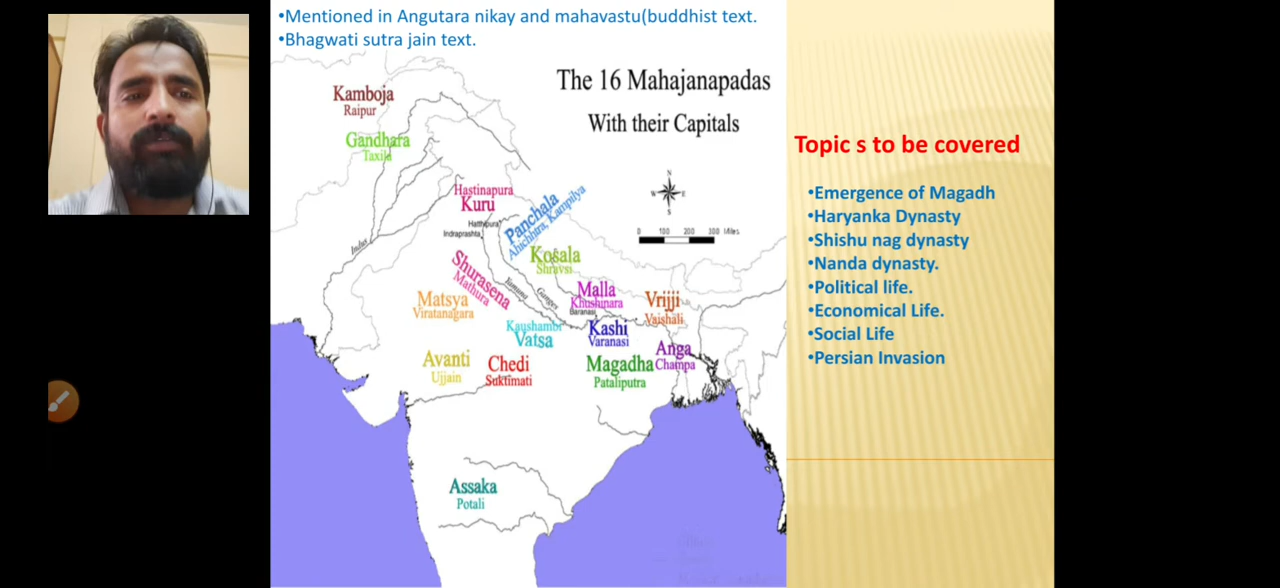 •Mentioned in Angutara nikay and mahavastu(buddhist text.
•Bhagwati sutra jain text.
The 16 Mahajanapadas
With their Capitals
Kamboja
Raipur
Gandhara
Taxila
Hastinapura
Kuru
Hatthipura
Indraprashta
Indus
Panchala
Ahichhtra, Kampilya
N
W E
S
0 100 200 300 Miles
Kosala
Shravsi
Shurasena
Mathura
Yamuna
Ganges
Matsya
Viratanagara
Malla
Khushinara
Baranasi
Vrijji
Vaishali
Kaushambi
Vatsa
Kashi
Varanasi
Avanti
Ujjain
Chedi
Suktimati
Magadha
Pataliputra
Anga
Champa
Assaka
Potali
Topic s to be covered
•Emergence of Magadh
•Haryanka Dynasty
•Shishu nag dynasty
•Nanda dynasty.
•Political life.
•Economical Life.
•Social Life
•Persian Invasion